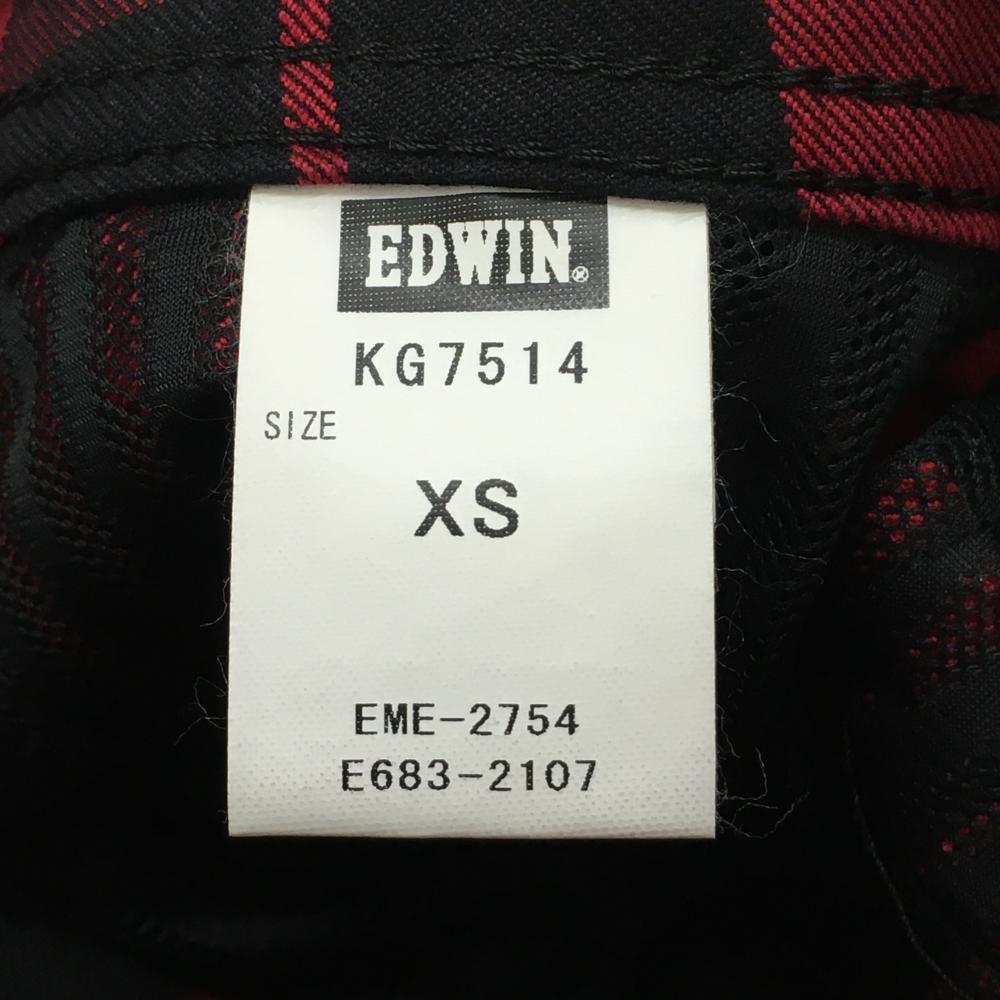 EDWIN®
KG7514
SIZE
XS
EME-2754
E683-2107